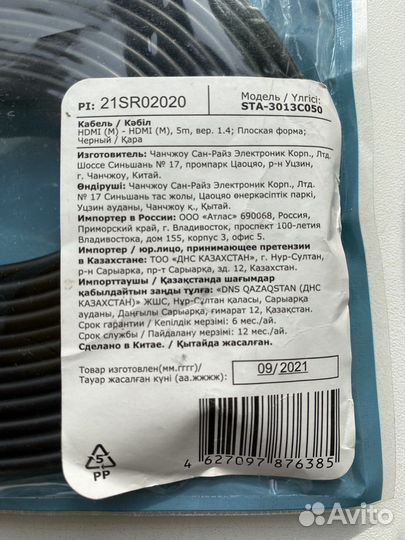 PI: 21SR02020
Модель / Үлгісі:
STA-3013C050
Кабель / Кәбіл
HDMI (M) - HDMI (M), 5m, вер. 1.4; Плоская форма;
Черный / Қара
Изготовитель: Чанчжоу Сан-Райз Электроник Корп., Лтд.
Шоссе Синьшань № 17, промпарк Цаоцяо, р-н Уцзин,
г. Чанчжоу, Китай.
Өндіруші: Чанчжоу Сан-Райз Электроник Корп., Лтд.
№ 17 Синьшань тас жолы, Цаоцяо өнеркәсіптік паркі,
Уцзин ауданы, Чанчжоу қ., Қытай.
Импортер в России: ООО «Атлас» 690068, Россия,
Приморский край, г. Владивосток, проспект 100-летия
Владивостока, дом 155, корпус 3, офис 5.
Импортер / юр.лицо, принимающее претензии
в Казахстане: ТОО «ДНС КАЗАХСТАН», г. Нур-Султан,
р-н Сарыарка, пр-т Сарыарка, зд. 12, Казахстан.
Импорттаушы / Қазақстанда шағымдар
қабылдайтын заңды тұлға: «DNS QAZAQSTAN (ДНС
КАЗАХСТАН)» ЖШС, Нұр-Сұлтан қаласы, Сарыарқа
ауданы, Даңғылы Сарыарқа, ғимарат 12, Қазақстан.
Срок гарантии / Кепілдік мерзімі: 6 мес./ай.
Срок службы / Пайдалану мерзімі: 12 мес./ай.
Сделано в Китае. / Қытайда жасалған.
Товар изготовлен(мм.гггг)/
Тауар жасалған күні (аа.жжжж):
09/2021
5
PP
4 627097 876385
Avito